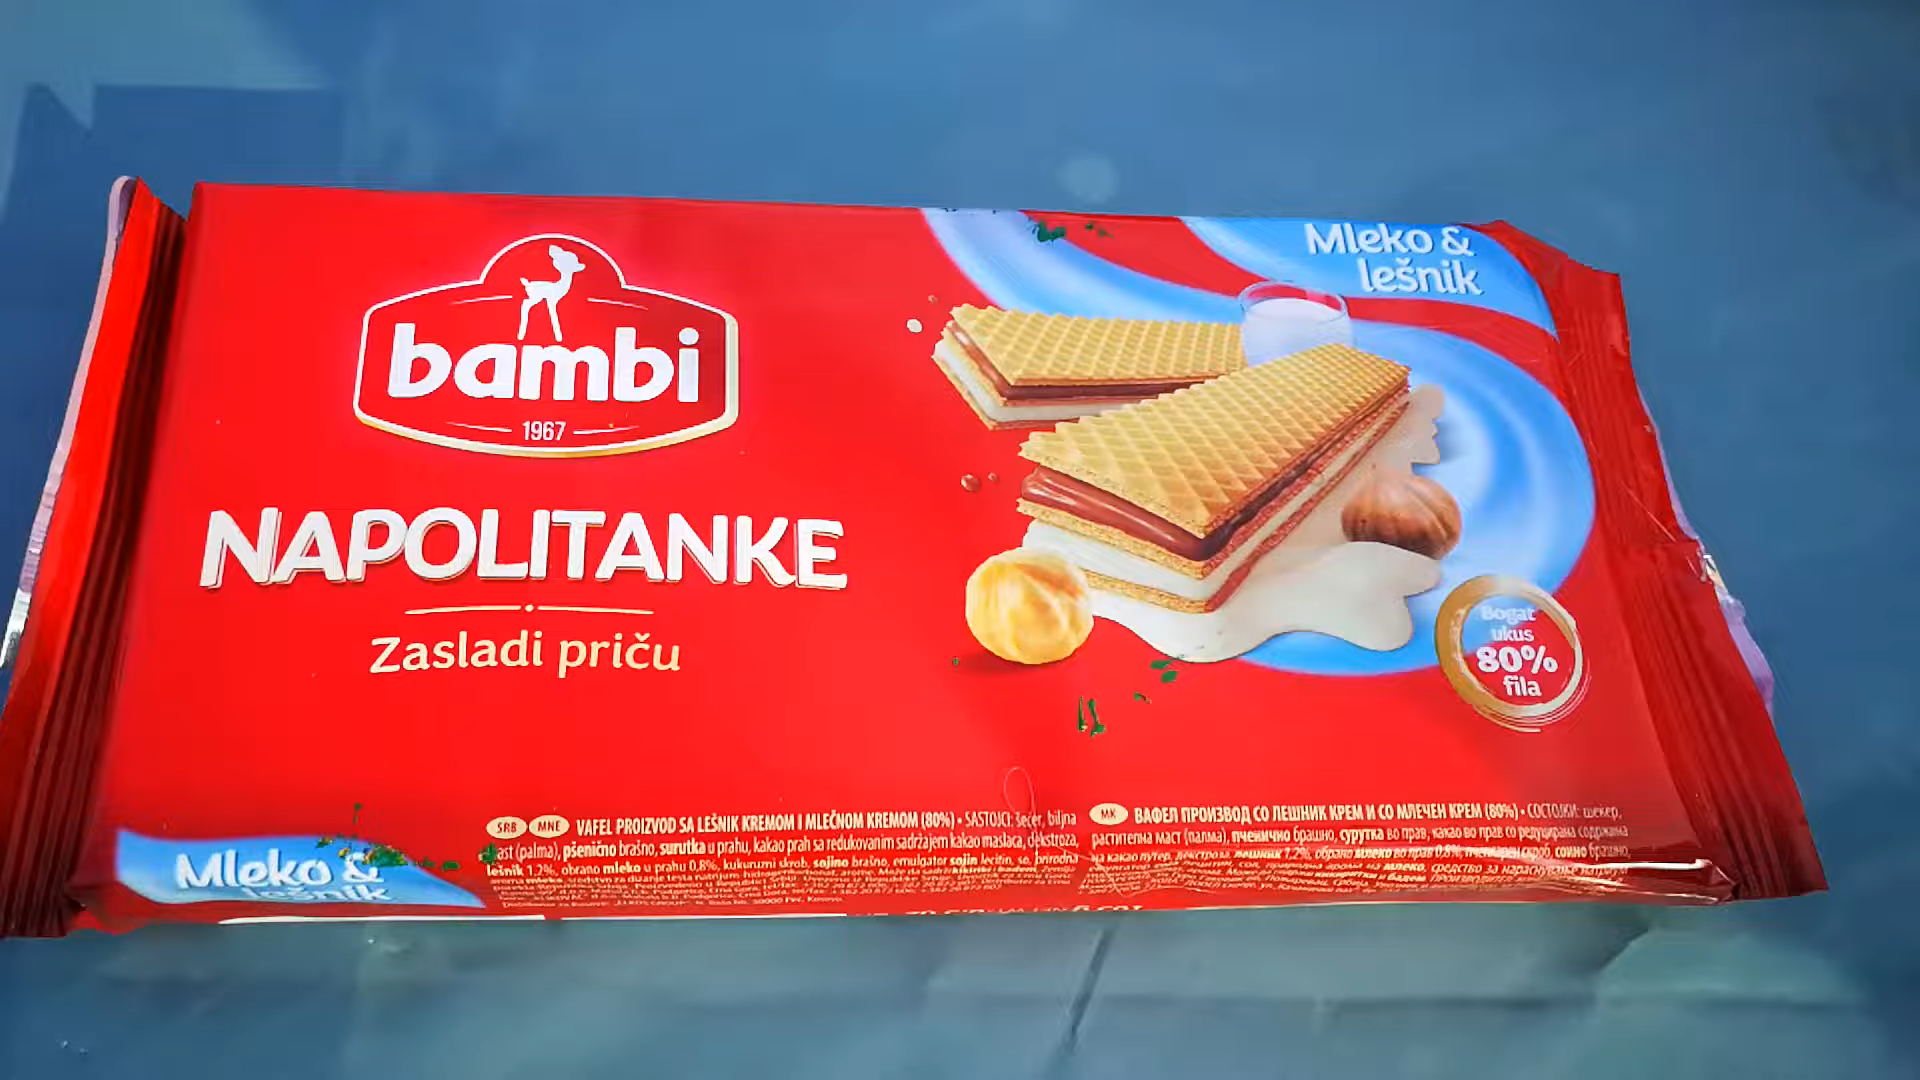 Mleko &
lešnik
bambi
1967
NAPOLITANKE
Zasladi priču
Bogat
ukus
80%
fila
Mleko &
lešnik
SRB MNE VAFEL PROIZVOD SA LEŠNIK KREMOM I MLEČNOM KREMOM (80%) • SASTOJCI: šećer, biljna
mast (palma), pšenično brašno, surutka u prahu, kakao prah sa redukovanim sadržajem kakao maslaca, dekstroza,
lešnik 1,2%, obrano mleko u prahu 0,8%, kukuruzni skrob, sojino brašno, emulgator sojin lecitin, so, prirodna
MK ВАФЕЛ ПРОИЗВОД СО ЛЕШНИК КРЕМ И СО МЛЕЧЕН КРЕМ (80%) • СОСТОЈКИ: шеќер,
растителна маст (палма), пченично брашно, сурутка во прав, какао во прав со редуцирана содржина
на какао путер, декстроза, лешник 1,2%, обрано млеко во прав 0,8%, пченкарен скроб, соино брашно,